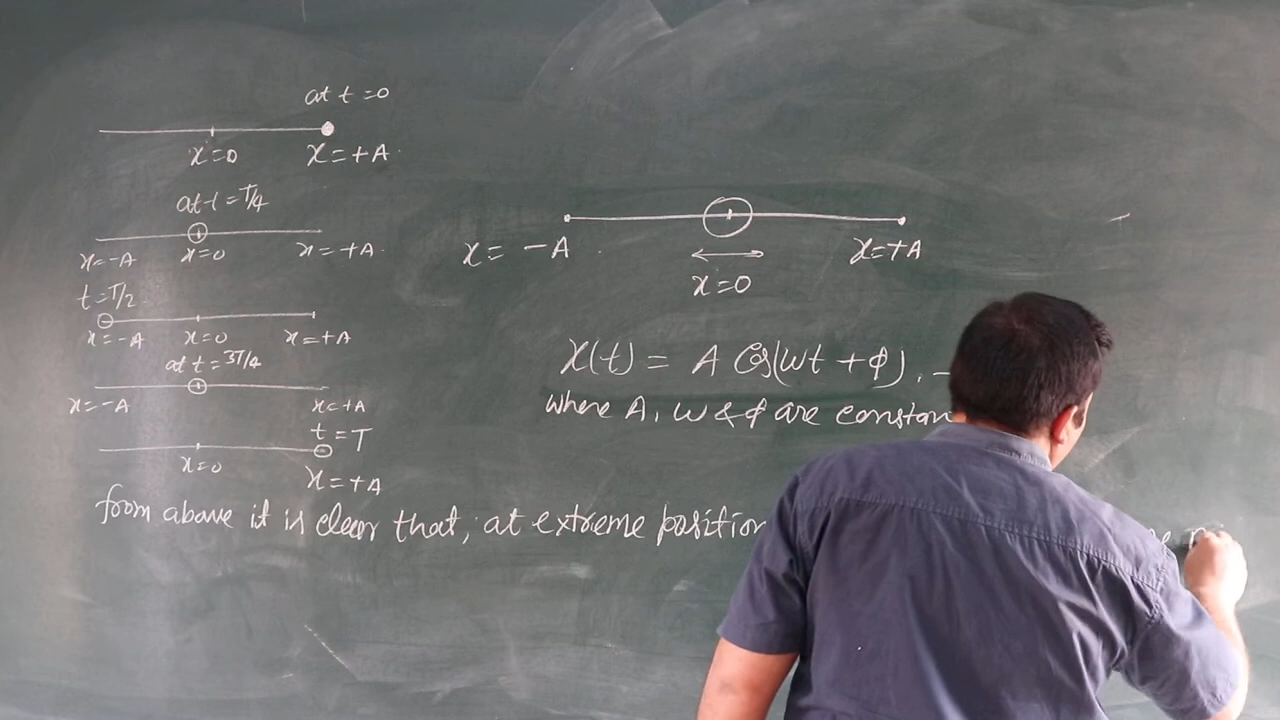 at t=0
x=0 x=+A
at t=T/4
x=-A x=0 x=+A
t=T/2
x=-A x=0 x=+A
at t=3T/4
x=-A x=+A
t=T
x=0 x=+A
x=-A x=0 x=+A
x(t) = A Cos(ωt + φ). -
where A, ω & φ are constan
from above it is clear that, at extreme position